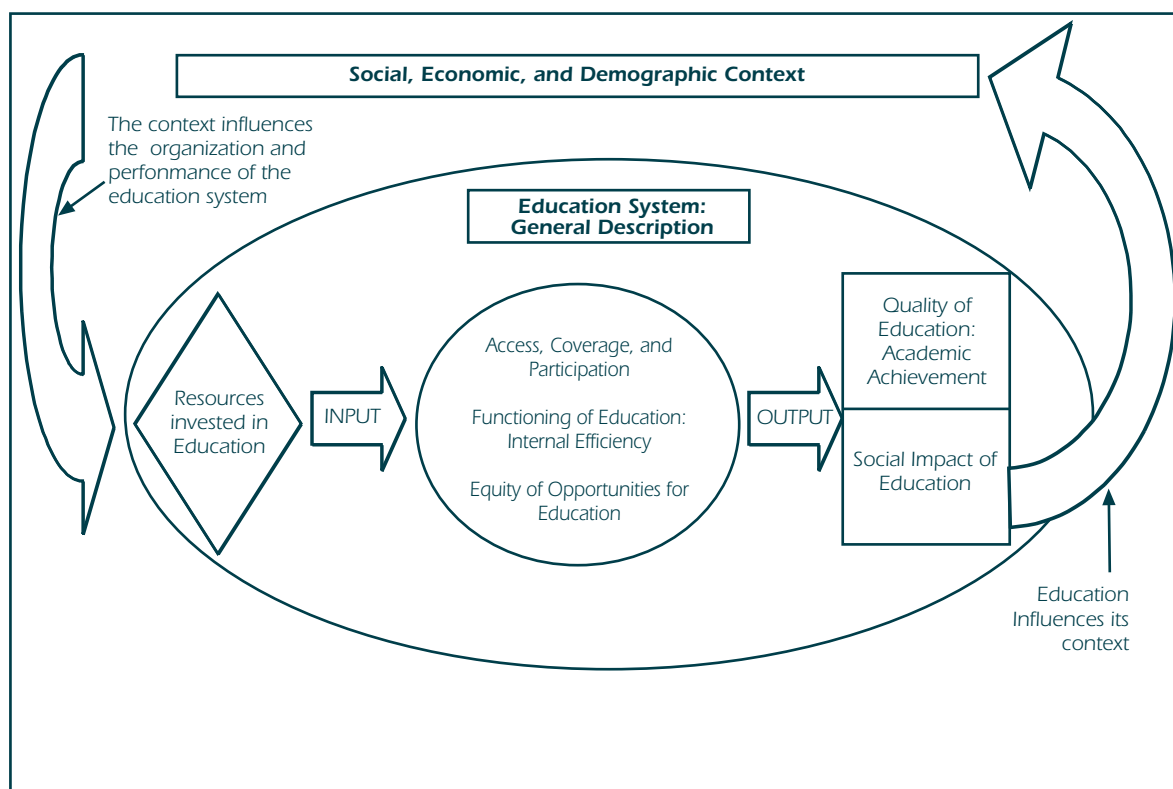 Social, Economic, and Demographic Context
The context influences
the organization and
perfonmance of the
education system
Education System:
General Description
Resources
invested in
Education
INPUT
Access, Coverage, and
Participation
Functioning of Education:
Internal Efficiency
Equity of Opportunities for
Education
OUTPUT
Quality of
Education:
Academic
Achievement
Social Impact of
Education
Education
Influences its
context